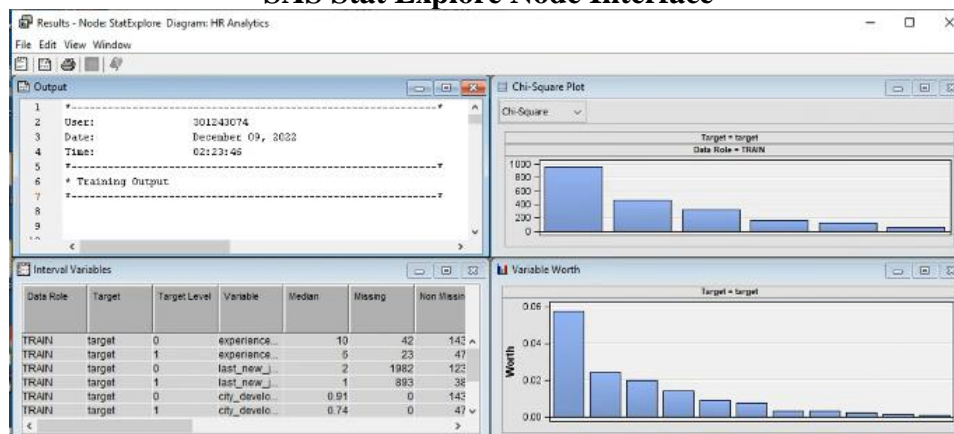 SAS Stat Explore Node Interface
Results - Node: StatExplore Diagram: HR Analytics
File Edit View Window
Output
1 *------------------------------------------------------------*
2 User: 301243074
3 Date: December 09, 2022
4 Time: 02:23:46
5 *------------------------------------------------------------*
6 * Training Output
7 *------------------------------------------------------------*
8
9
Chi-Square Plot
Chi-Square
Target = target
Data Role = TRAIN
1000
800
600
400
200
0
Interval Variables
Data Role Target Target Level Variable Median Missing Non Missin
TRAIN target 0 experience... 10 42 143
TRAIN target 1 experience... 5 23 47
TRAIN target 0 last_new_j... 2 1982 123
TRAIN target 1 last_new_j... 1 893 38
TRAIN target 0 city_develo... 0.91 0 143
TRAIN target 1 city_develo... 0.74 0 47
Variable Worth
Target = target
Worth
0.06
0.04
0.02
0.00